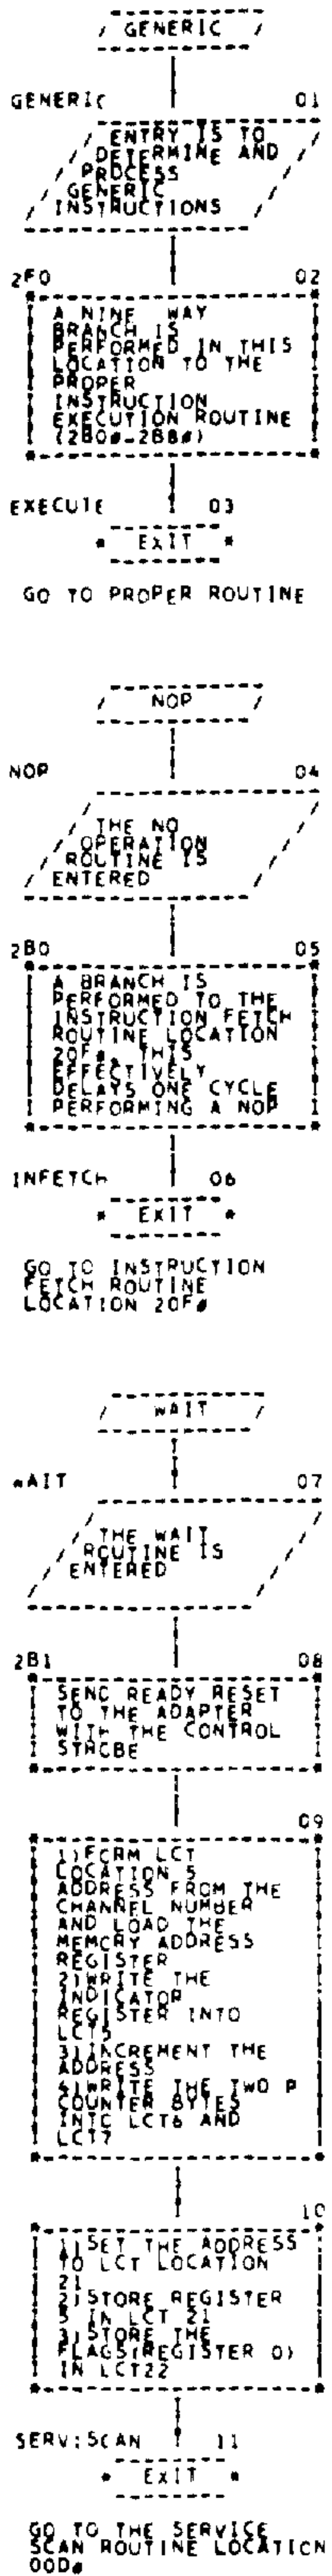 GENERIC
GENERIC 01
ENTRY IS TO
DETERMINE AND
PROCESS
GENERIC
INSTRUCTIONS
2F0 02
A NINE WAY
BRANCH IS
PERFORMED IN THIS
LOCATION TO THE
PROPER
INSTRUCTION
EXECUTION ROUTINE
(2B0#-2B8#)
EXECUTE 03
* EXIT *
GO TO PROPER ROUTINE
NOP
NOP 04
THE NO
OPERATION
ROUTINE IS
ENTERED
2B0 05
A BRANCH IS
PERFORMED TO THE
INSTRUCTION FETCH
ROUTINE LOCATION
20F#. THIS
EFFECTIVELY
DELAYS ONE CYCLE
PERFORMING A NOP
INFETCH 06
* EXIT *
GO TO INSTRUCTION
FETCH ROUTINE
LOCATION 20F#
WAIT
WAIT 07
THE WAIT
ROUTINE IS
ENTERED
2B1 08
SEND READY RESET
TO THE ADAPTER
WITH THE CONTROL
STROBE
09
1)FORM LCT
LOCATION 5
ADDRESS FROM THE
CHANNEL NUMBER
AND LOAD THE
MEMORY ADDRESS
REGISTER
2)WRITE THE
INDICATOR
REGISTER INTO
LCT5
3)INCREMENT THE
ADDRESS
4)WRITE THE TWO P
COUNTER BYTES
INTO LCT6 AND
LCT7
10
1)SET THE ADDRESS
TO LCT LOCATION
21
2)STORE REGISTER
5 IN LCT 21
3)STORE THE
FLAGS(REGISTER 0)
IN LCT22
SERV:SCAN 11
* EXIT *
GO TO THE SERVICE
SCAN ROUTINE LOCATION
00D#